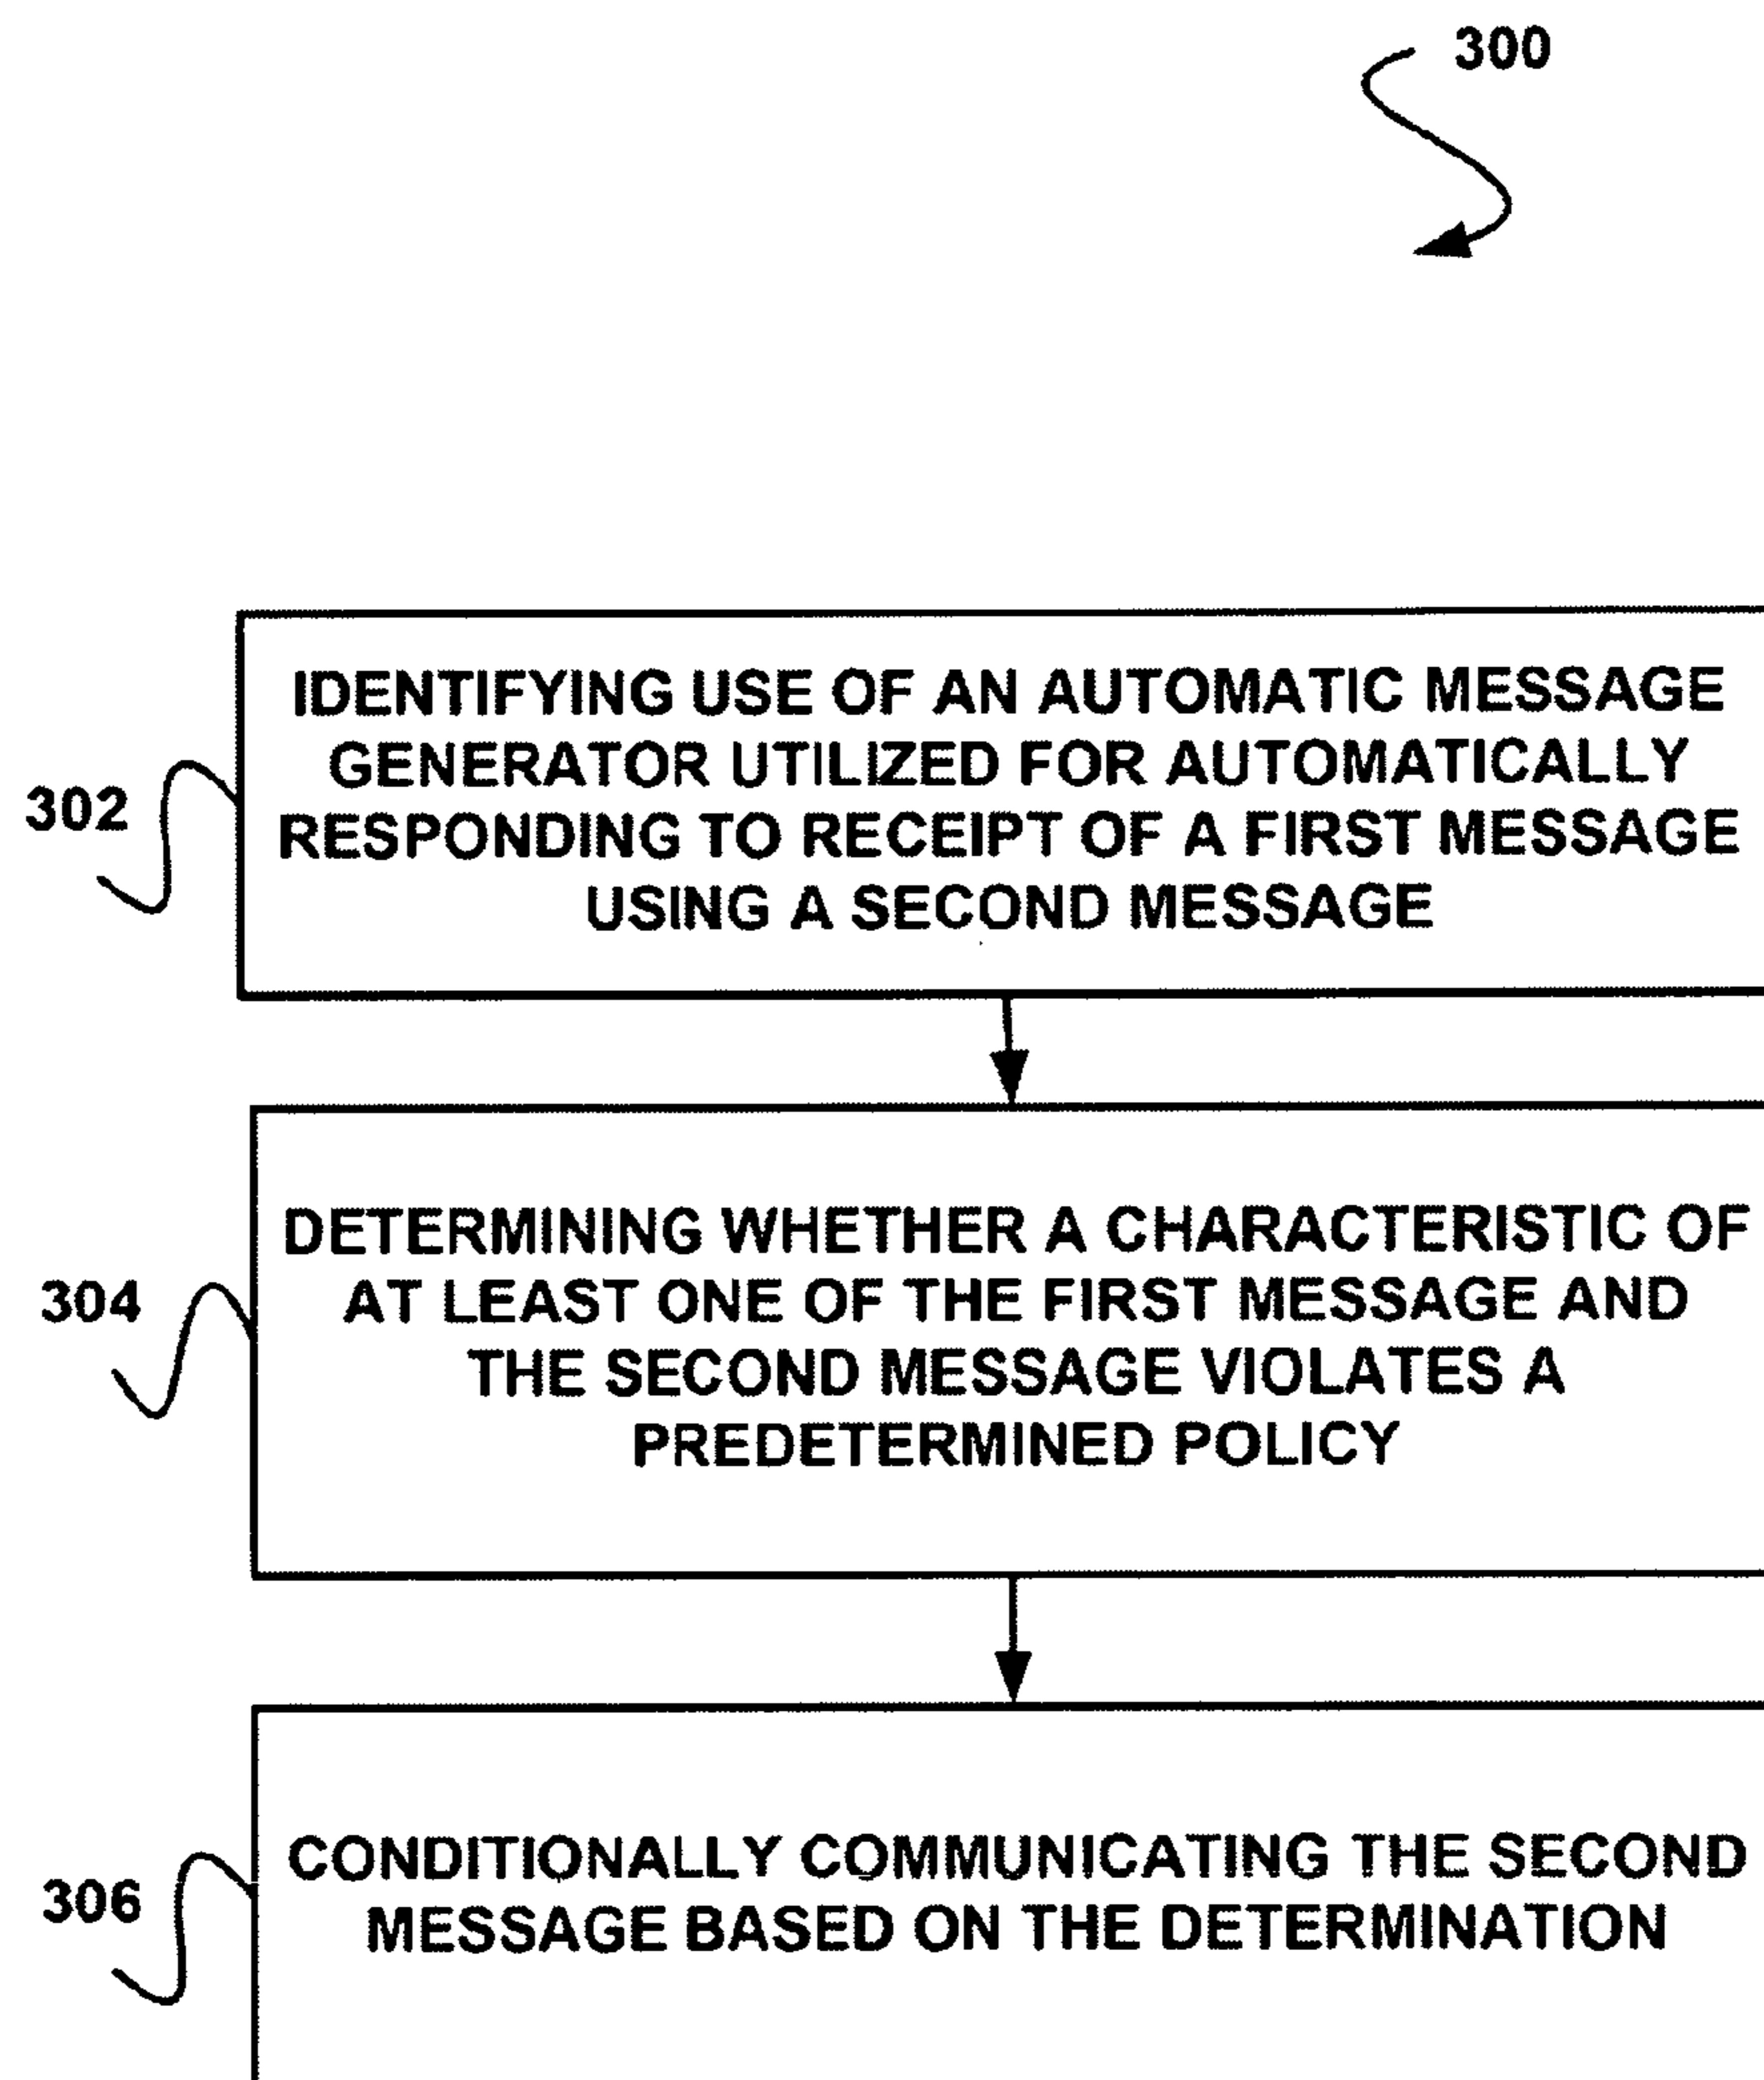 300
302
IDENTIFYING USE OF AN AUTOMATIC MESSAGE
GENERATOR UTILIZED FOR AUTOMATICALLY
RESPONDING TO RECEIPT OF A FIRST MESSAGE
USING A SECOND MESSAGE
304
DETERMINING WHETHER A CHARACTERISTIC OF
AT LEAST ONE OF THE FIRST MESSAGE AND
THE SECOND MESSAGE VIOLATES A
PREDETERMINED POLICY
306
CONDITIONALLY COMMUNICATING THE SECOND
MESSAGE BASED ON THE DETERMINATION